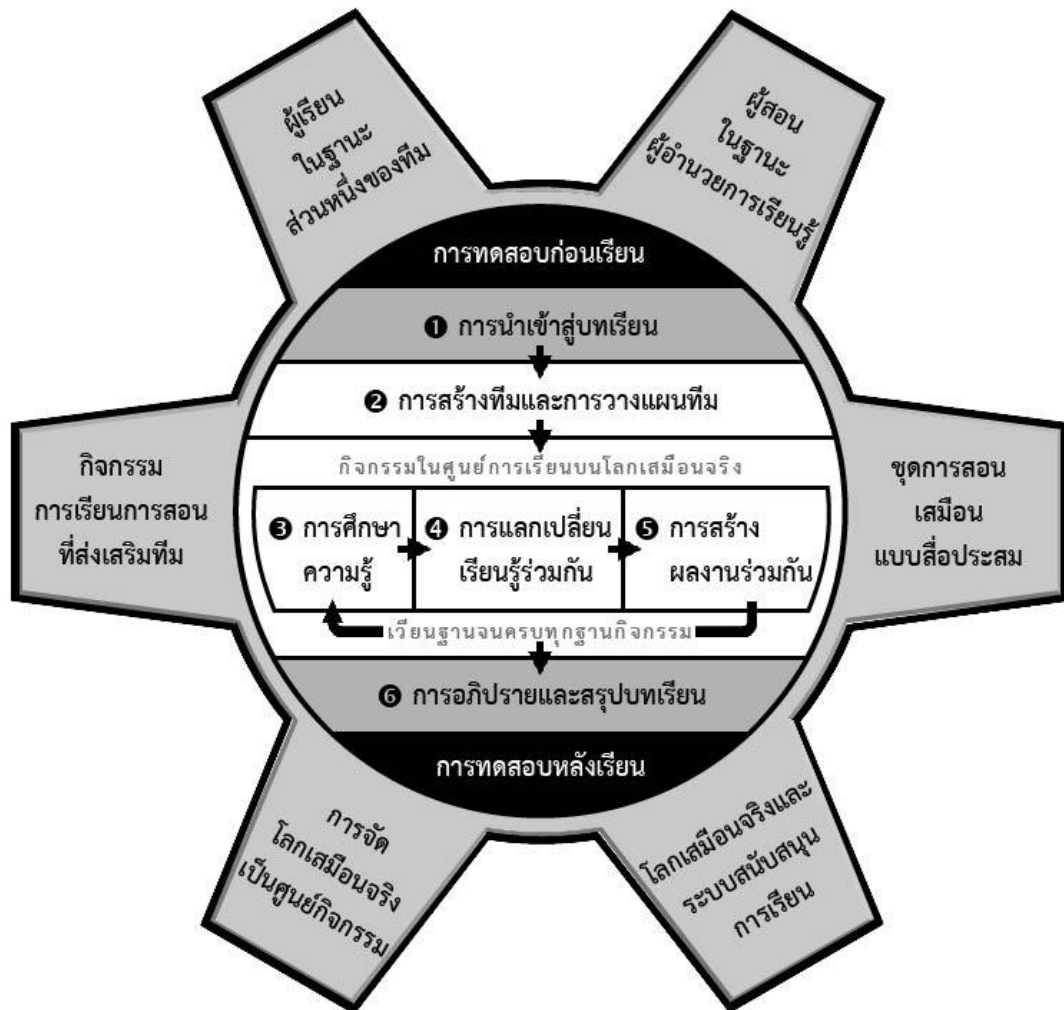 ผู้เรียน
ในฐานะ
ส่วนหนึ่งของทีม
ผู้สอน
ในฐานะ
ผู้อำนวยการเรียนรู้
การทดสอบก่อนเรียน
❶ การนำเข้าสู่บทเรียน
❷ การสร้างทีมและการวางแผนทีม
กิจกรรมในศูนย์การเรียนบนโลกเสมือนจริง
❸ การศึกษา
ความรู้
❹ การแลกเปลี่ยน
เรียนรู้ร่วมกัน
❺ การสร้าง
ผลงานร่วมกัน
เวียนฐานจนครบทุกฐานกิจกรรม
❻ การอภิปรายและสรุปบทเรียน
การทดสอบหลังเรียน
กิจกรรม
การเรียนการสอน
ที่ส่งเสริมทีม
ชุดการสอน
เสมือน
แบบสื่อประสม
การจัด
โลกเสมือนจริง
เป็นศูนย์กิจกรรม
โลกเสมือนจริงและ
ระบบสนับสนุน
การเรียน